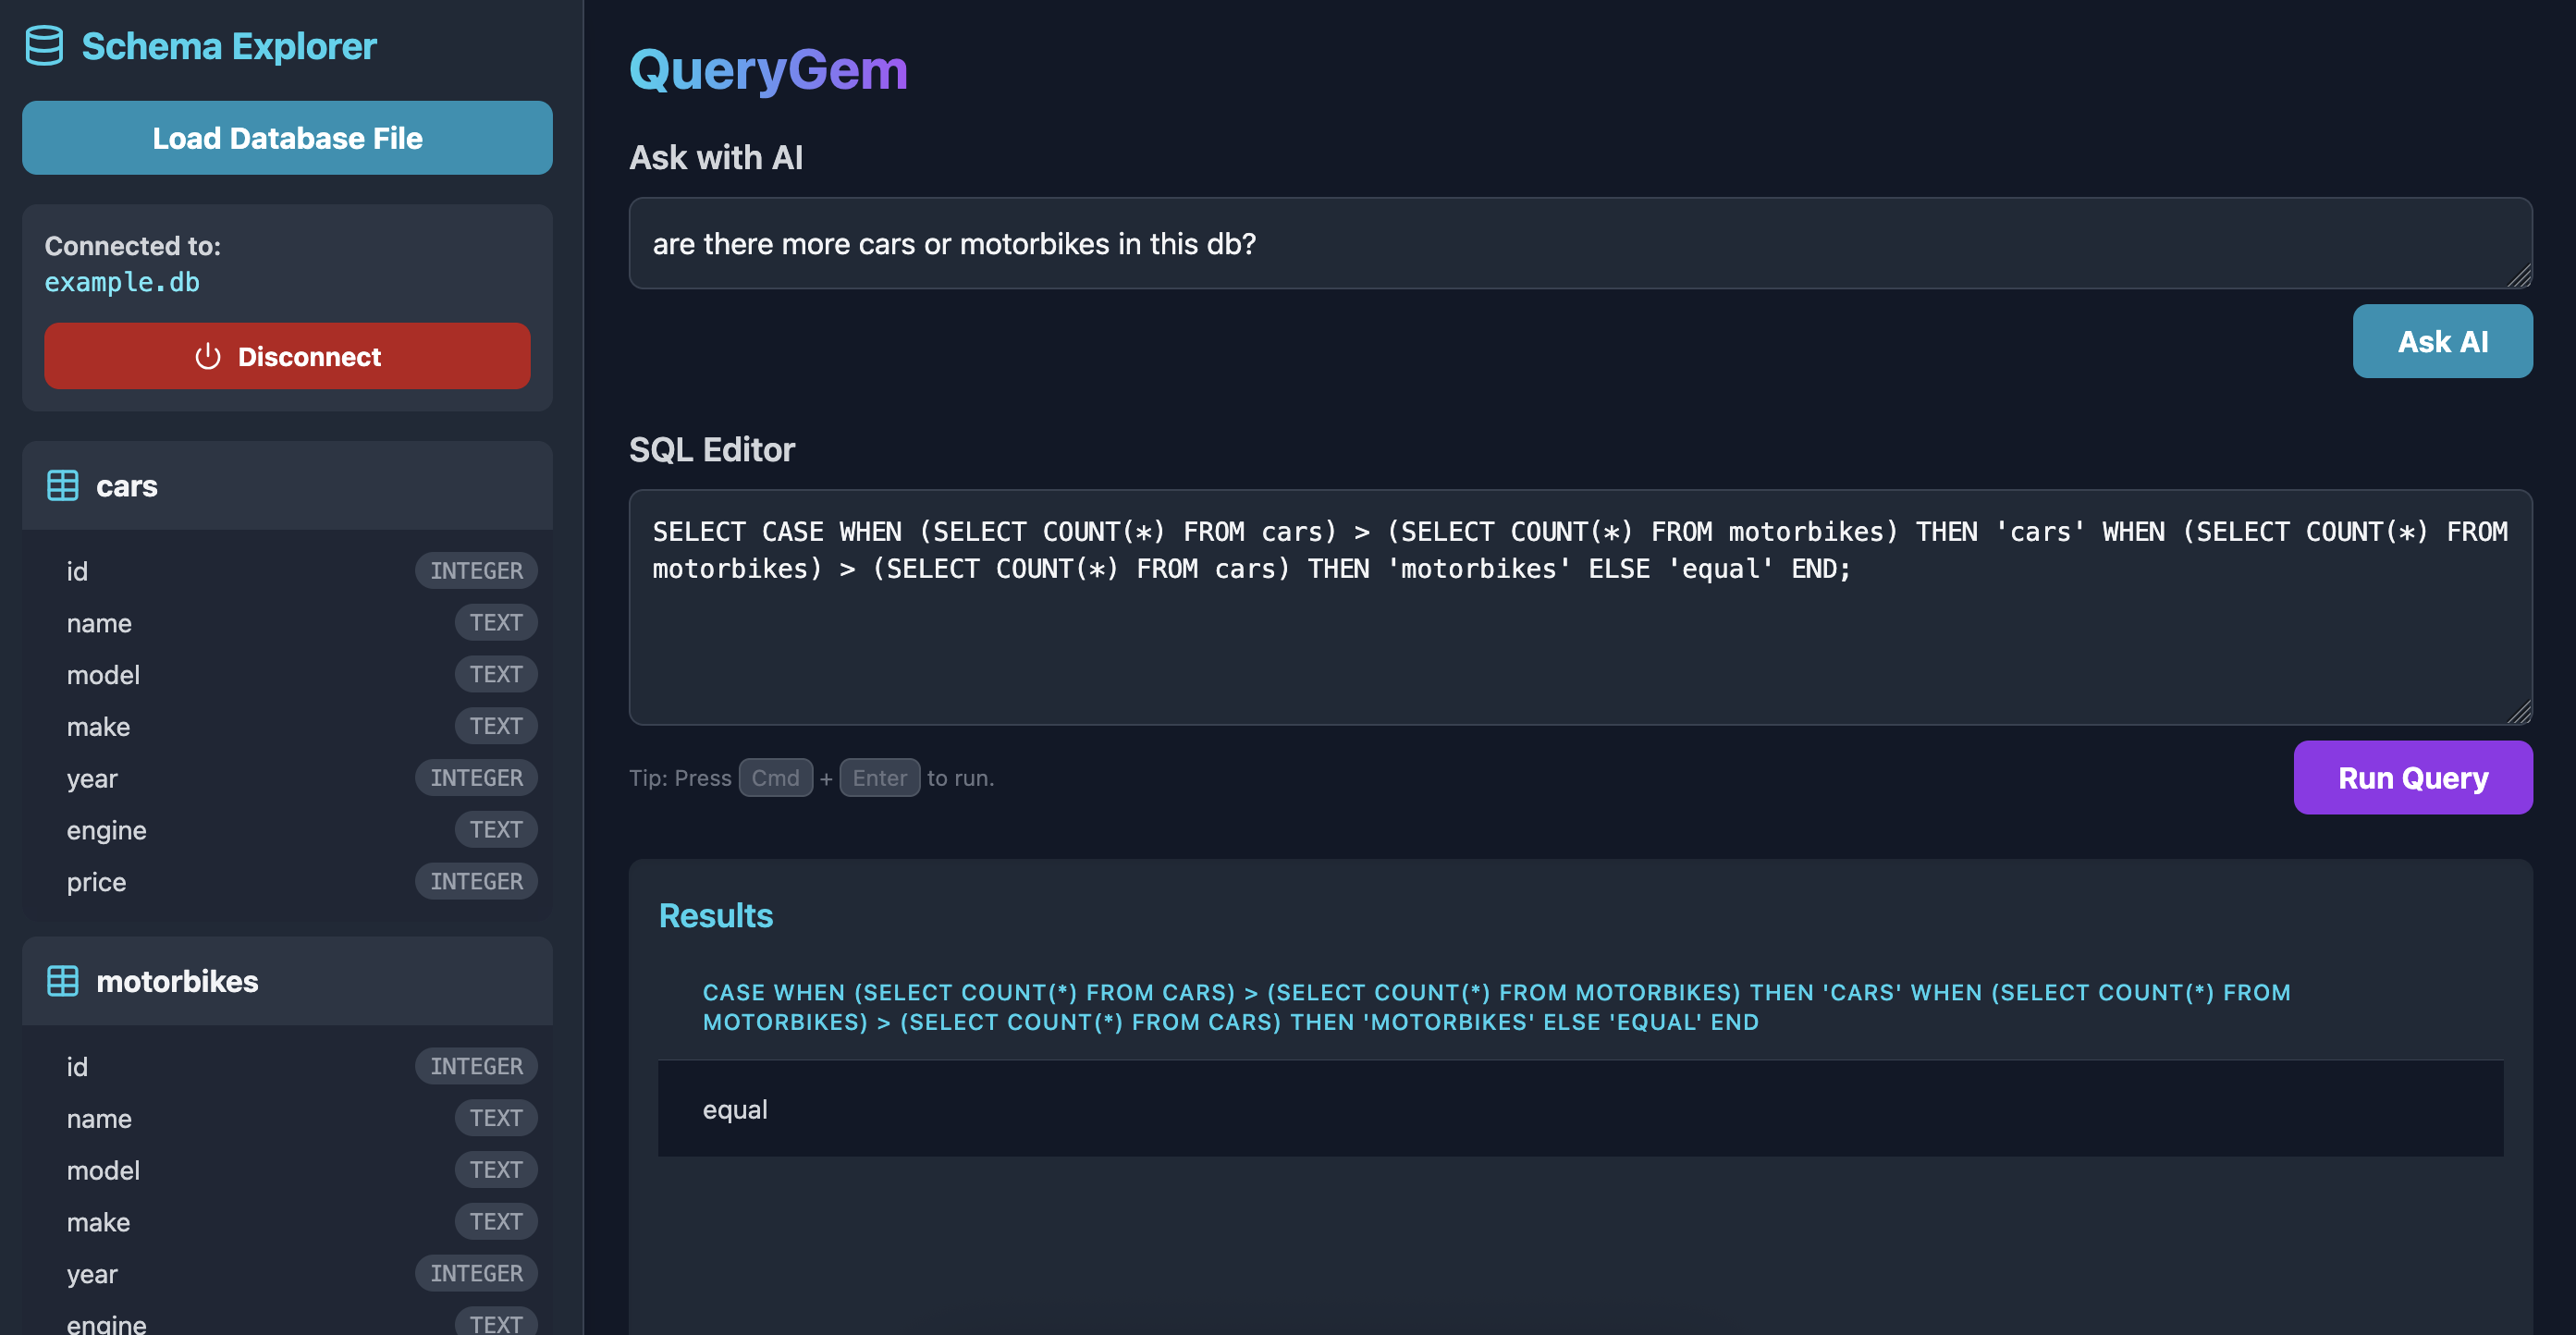 Schema Explorer
Load Database File
Connected to:
example.db
Disconnect
cars
id INTEGER
name TEXT
model TEXT
make TEXT
year INTEGER
engine TEXT
price INTEGER
motorbikes
id INTEGER
name TEXT
model TEXT
make TEXT
year INTEGER
engine TEXT
QueryGem
Ask with AI
are there more cars or motorbikes in this db?
Ask AI
SQL Editor
SELECT CASE WHEN (SELECT COUNT(*) FROM cars) > (SELECT COUNT(*) FROM motorbikes) THEN 'cars' WHEN (SELECT COUNT(*) FROM
motorbikes) > (SELECT COUNT(*) FROM cars) THEN 'motorbikes' ELSE 'equal' END;
Tip: Press Cmd + Enter to run.
Run Query
Results
CASE WHEN (SELECT COUNT(*) FROM CARS) > (SELECT COUNT(*) FROM MOTORBIKES) THEN 'CARS' WHEN (SELECT COUNT(*) FROM
MOTORBIKES) > (SELECT COUNT(*) FROM CARS) THEN 'MOTORBIKES' ELSE 'EQUAL' END
equal